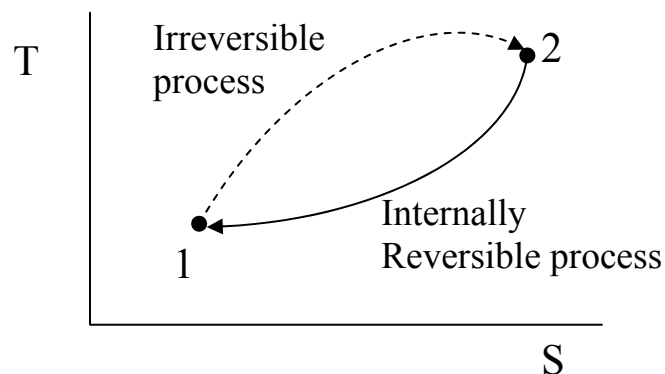 Irreversible
process
T
2
Internally
Reversible process
1
S